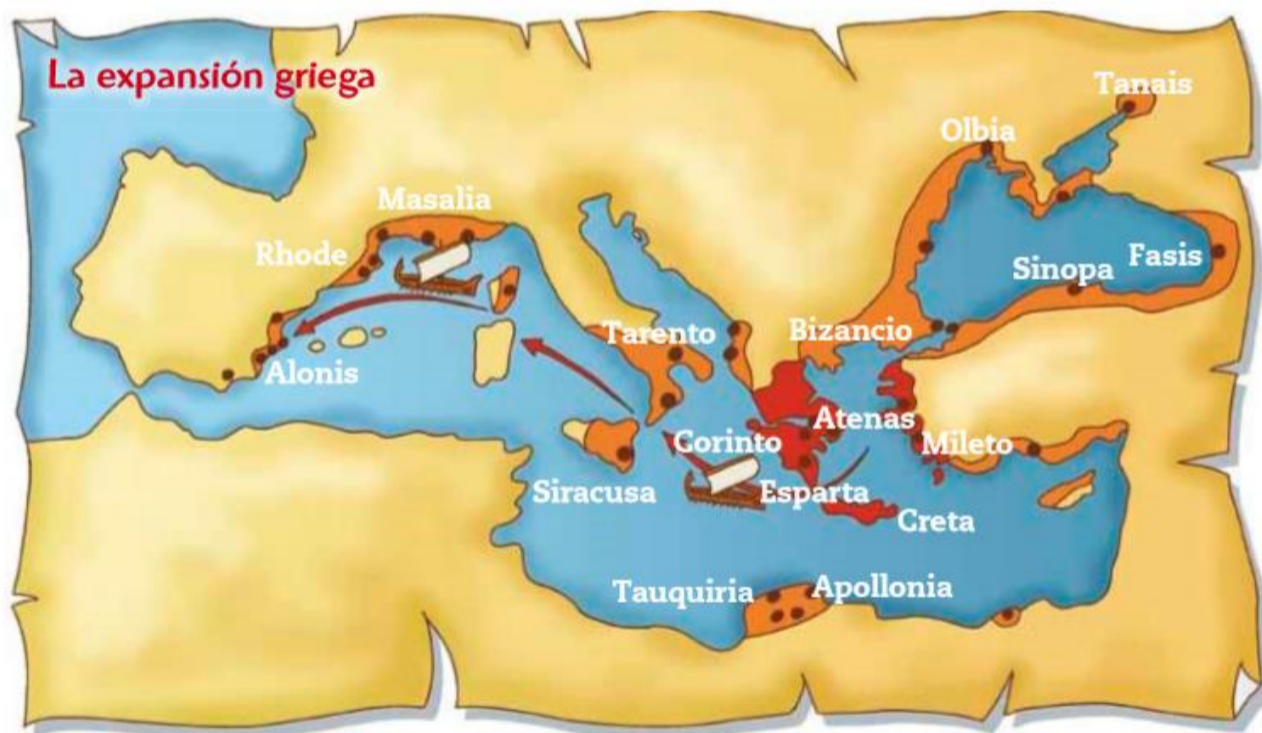 La expansión griega
Tanais
Olbia
Masalia
Rhode
Fasis
Sinopa
Tarento
Bizancio
Alonis
Atenas
Corinto
Mileto
Siracusa
Esparta
Creta
Tauquiria
Apollonia